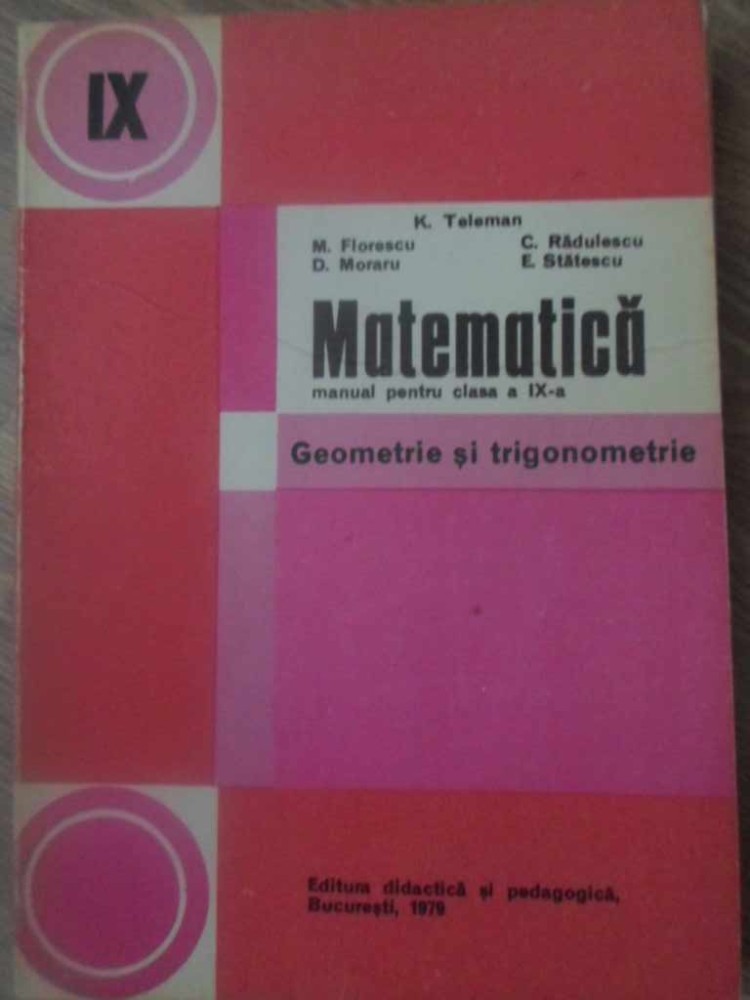 IX
K. Teleman
M. Florescu C. Rădulescu
D. Moraru E. Stătescu
Matematică
manual pentru clasa a IX-a
Geometrie și trigonometrie
Editura didactică și pedagogică,
București, 1979